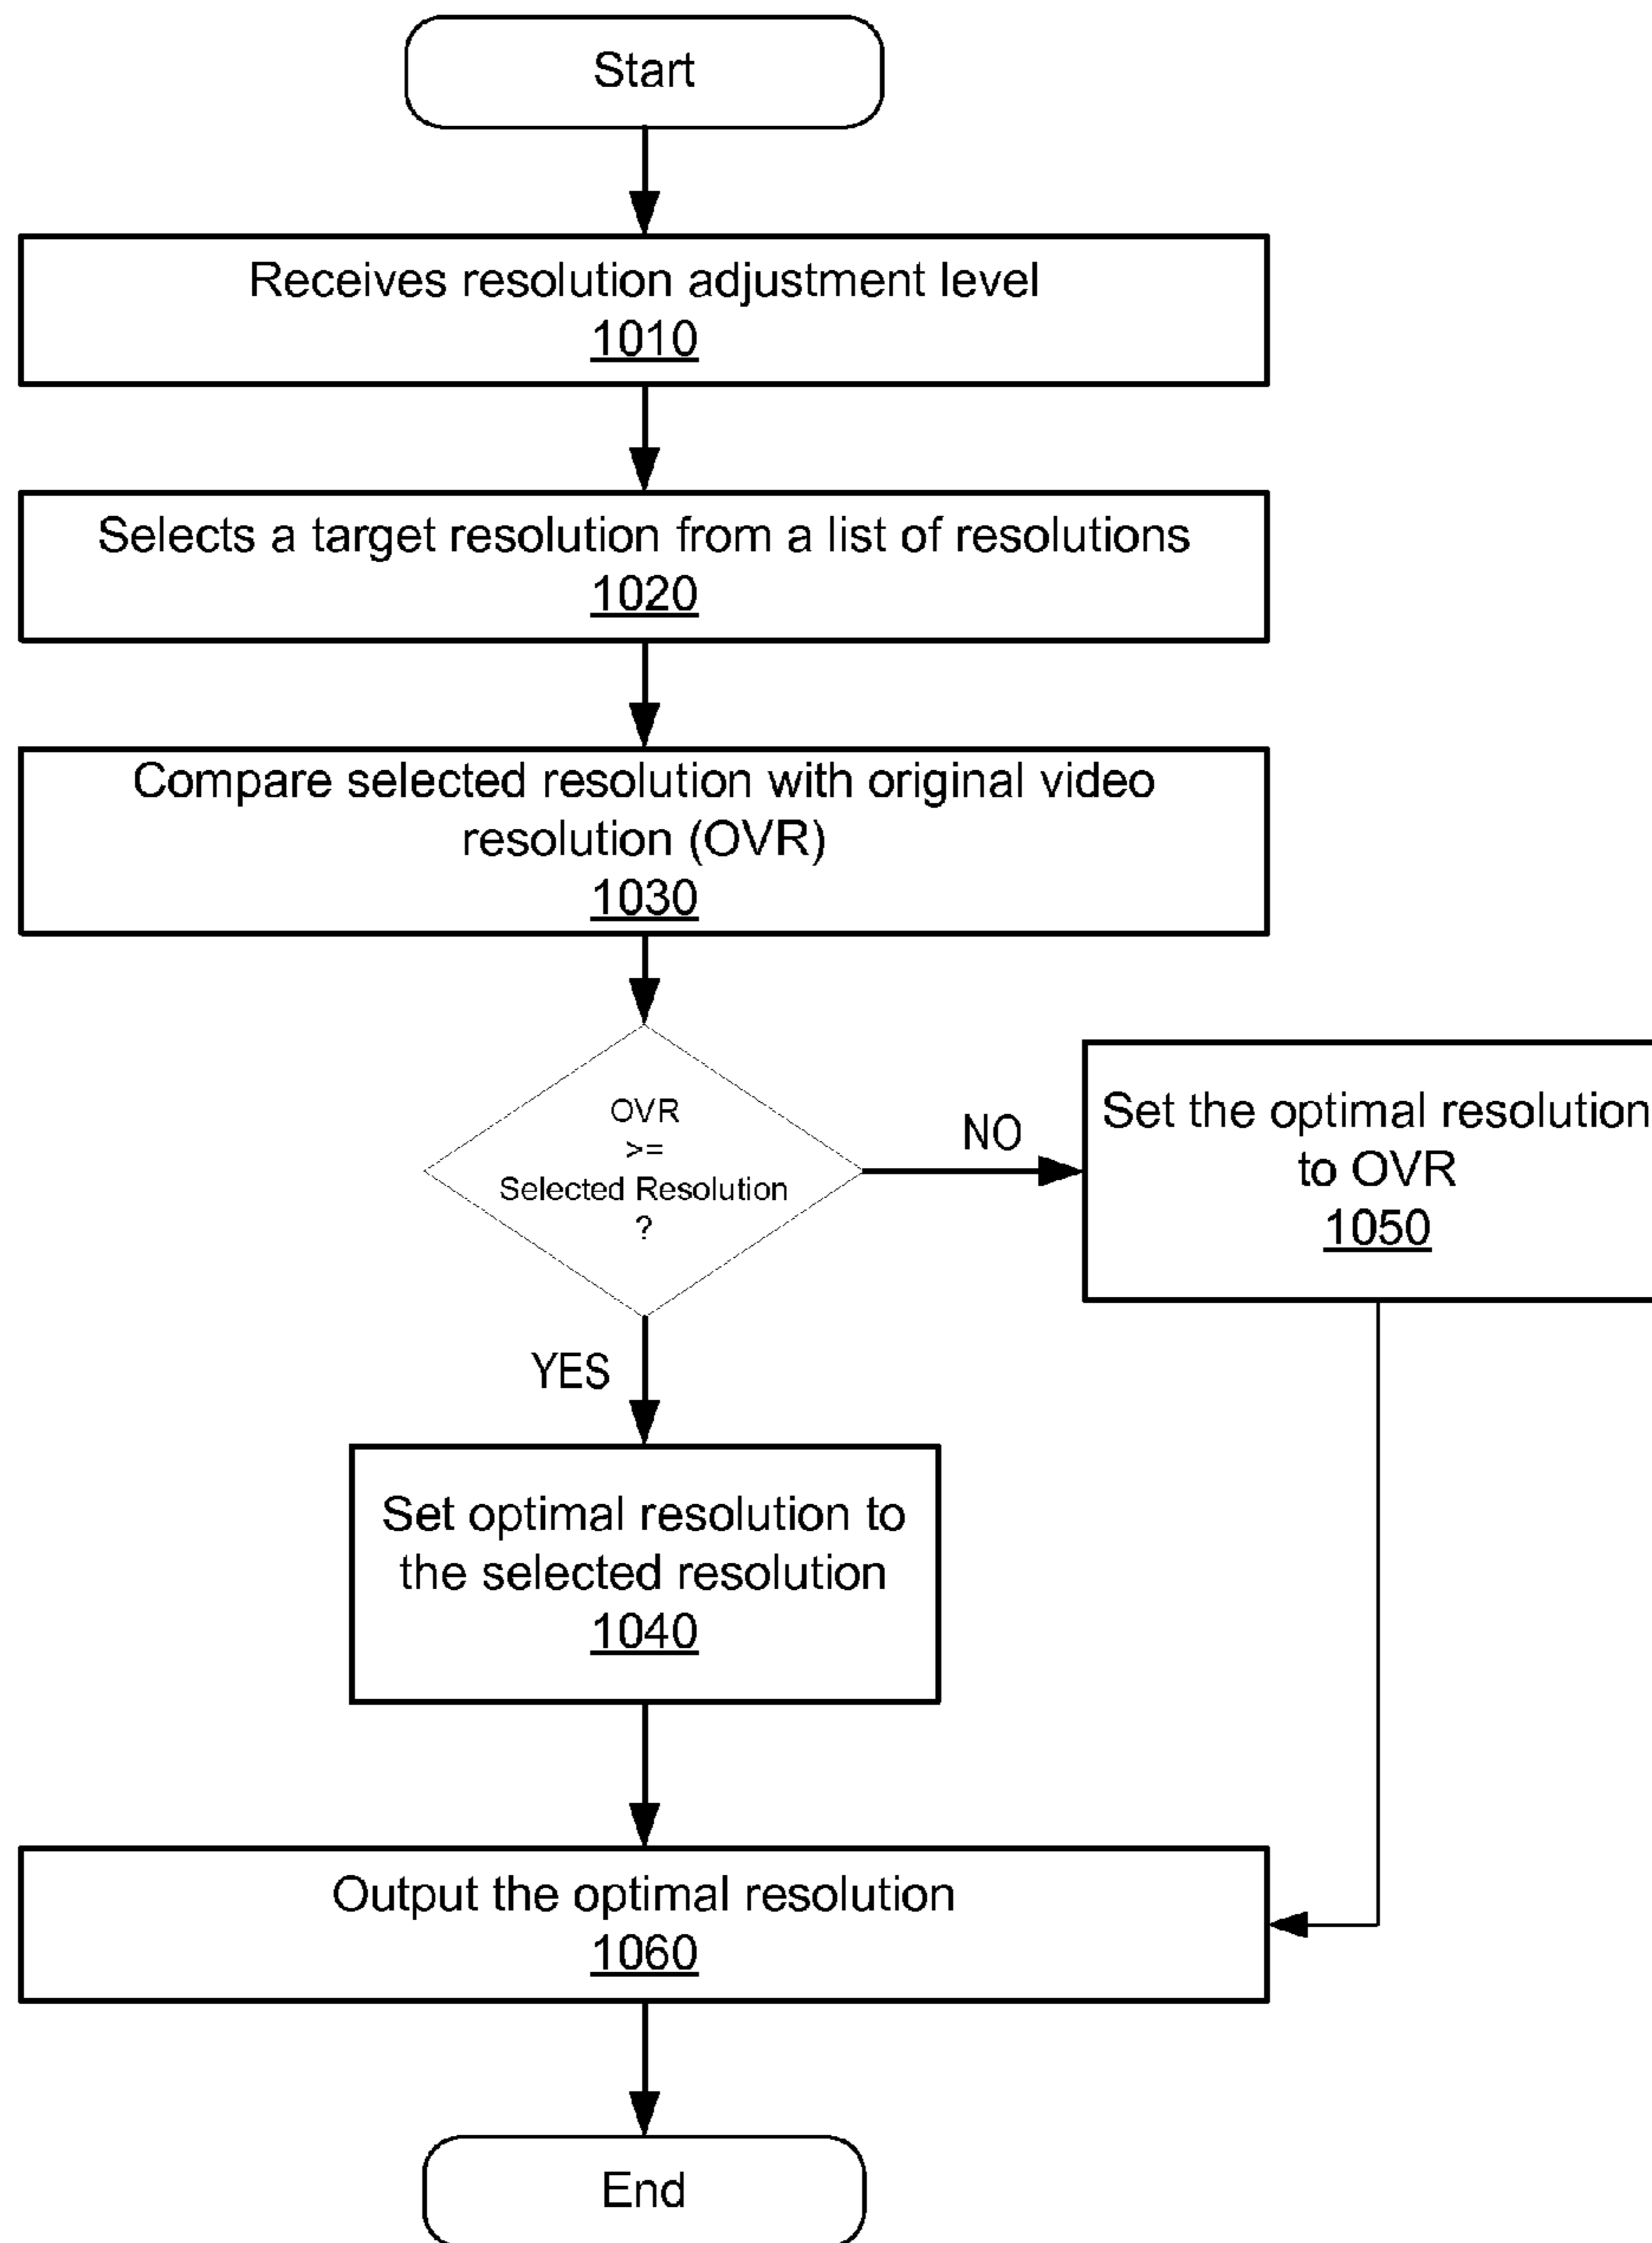 Start
Receives resolution adjustment level
1010
Selects a target resolution from a list of resolutions
1020
Compare selected resolution with original video
resolution (OVR)
1030
OVR
>=
Selected Resolution
?
NO
Set the optimal resolution
to OVR
1050
YES
Set optimal resolution to
the selected resolution
1040
Output the optimal resolution
1060
End